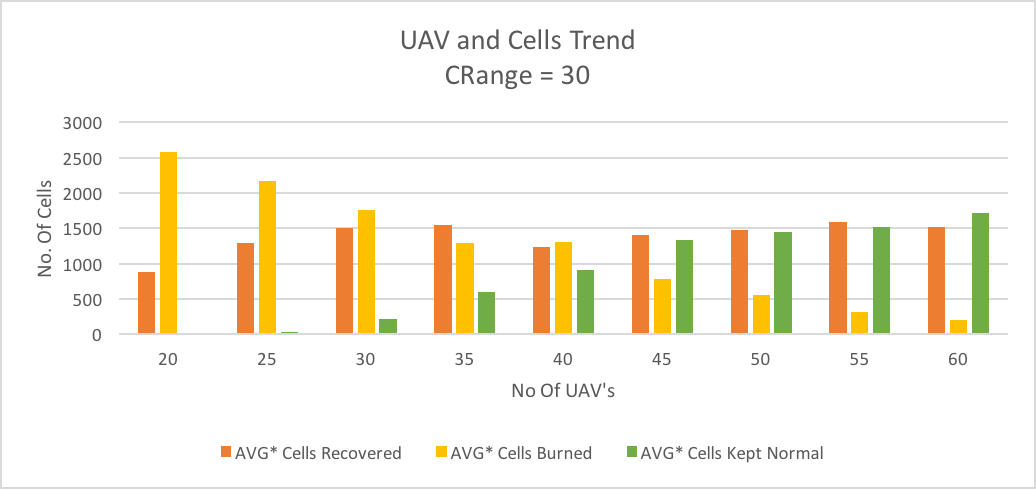 UAV and Cells Trend
CRange = 30
3000
2500
2000
1500
1000
500
0
No. Of Cells
20 25 30 35 40 45 50 55 60
No Of UAV's
AVG* Cells Recovered AVG* Cells Burned AVG* Cells Kept Normal